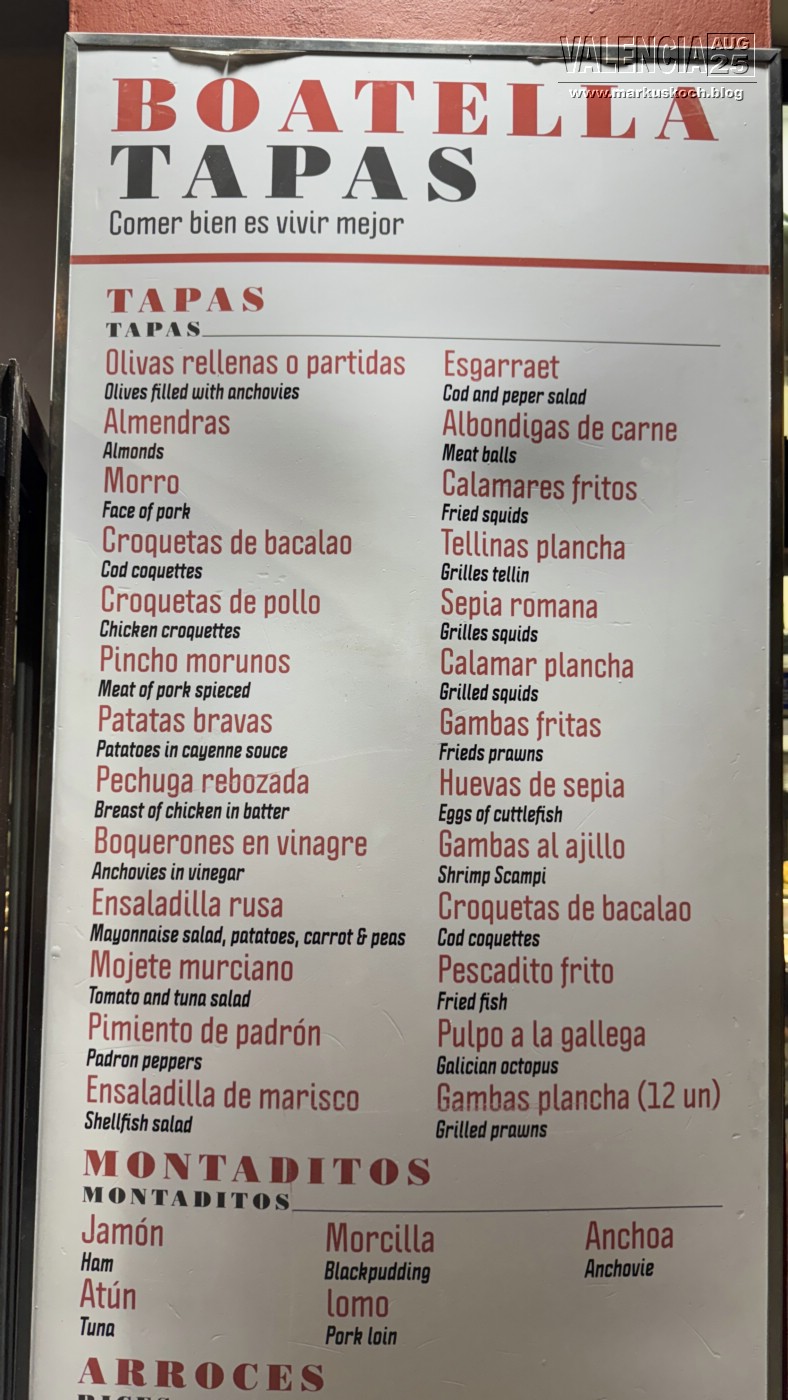 VALENCIA AUG 25
www.markuskoch.blog
BOATELLA
TAPAS
Comer bien es vivir mejor
TAPAS
TAPAS
Olivas rellenas o partidas
Olives filled with anchovies
Almendras
Almonds
Morro
Face of pork
Croquetas de bacalao
Cod coquettes
Croquetas de pollo
Chicken croquettes
Pincho morunos
Meat of pork spieced
Patatas bravas
Patatoes in cayenne souce
Pechuga rebozada
Breast of chicken in batter
Boquerones en vinagre
Anchovies in vinegar
Ensaladilla rusa
Mayonnaise salad, patatoes, carrot & peas
Mojete murciano
Tomato and tuna salad
Pimiento de padrón
Padron peppers
Ensaladilla de marisco
Shellfish salad
Esgarraet
Cod and peper salad
Albondigas de carne
Meat balls
Calamares fritos
Fried squids
Tellinas plancha
Grilles tellin
Sepia romana
Grilles squids
Calamar plancha
Grilled squids
Gambas fritas
Frieds prawns
Huevas de sepia
Eggs of cuttlefish
Gambas al ajillo
Shrimp Scampi
Croquetas de bacalao
Cod coquettes
Pescadito frito
Fried fish
Pulpo a la gallega
Galician octopus
Gambas plancha (12 un)
Grilled prawns
MONTADITOS
MONTADITOS
Jamón
Ham
Atún
Tuna
Morcilla
Blackpudding
lomo
Pork loin
Anchoa
Anchovie
ARROCES